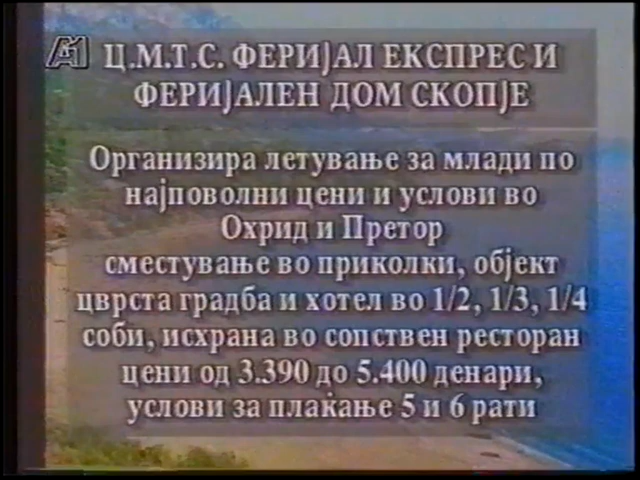 A1
Ц.М.Т.С. ФЕРИЈАЛ ЕКСПРЕС И
ФЕРИЈАЛЕН ДОМ СКОПЈЕ
Организира летување за млади по
најповолни цени и услови во
Охрид и Претор
сместување во приколки, објект
цврста градба и хотел во 1/2, 1/3, 1/4
соби, исхрана во сопствен ресторан
цени од 3.390 до 5.400 денари,
услови за плаќање 5 и 6 рати